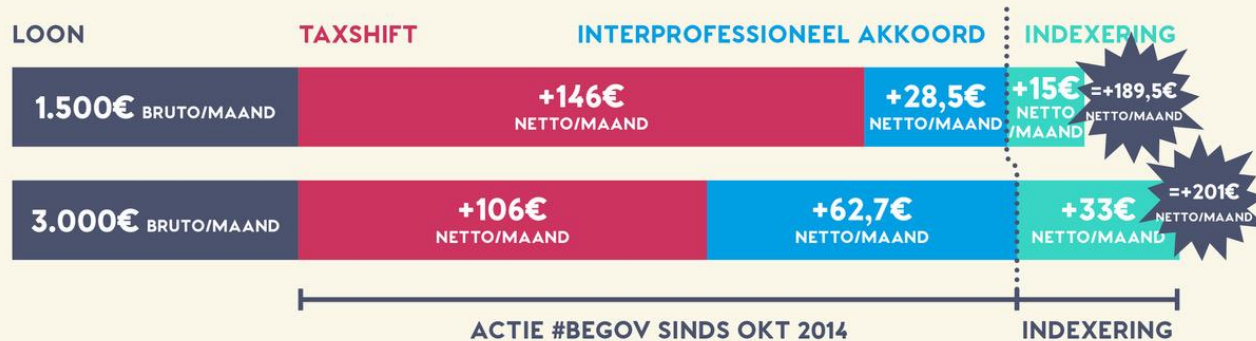 LOON TAXSHIFT INTERPROFESSIONEEL AKKOORD INDEXERING
1.500€ BRUTO/MAAND
+146€
NETTO/MAAND
+28,5€
NETTO/MAAND
+15€
NETTO
/MAAND
=+189,5€
NETTO/MAAND
3.000€ BRUTO/MAAND
+106€
NETTO/MAAND
+62,7€
NETTO/MAAND
+33€
NETTO/MAAND
=+201€
NETTO/MAAND
ACTIE #BEGOV SINDS OKT 2014 INDEXERING